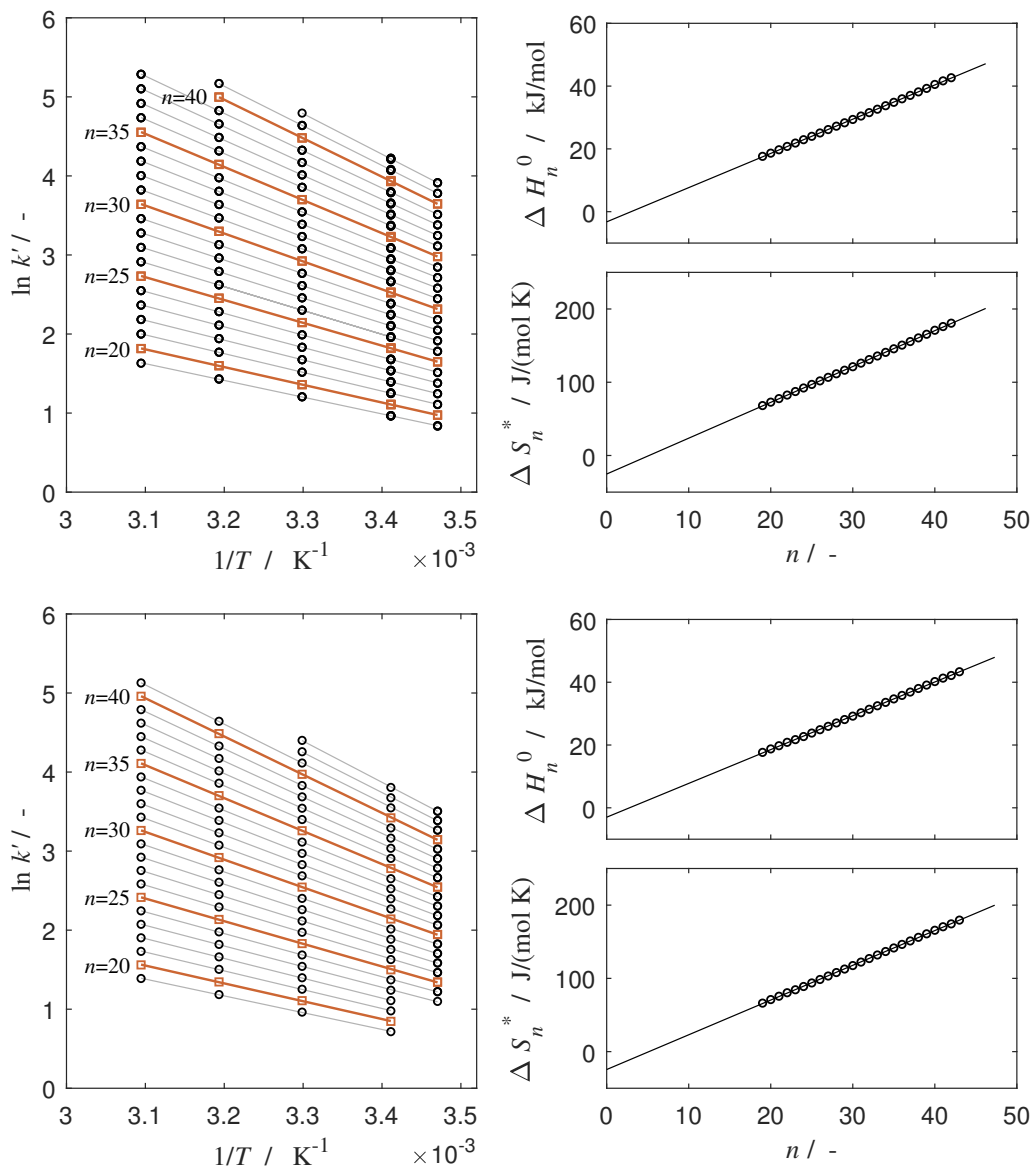 6
5
4
3
2
1
0
ln k′ / -
n=40
n=35
n=30
n=25
n=20
3 3.1 3.2 3.3 3.4 3.5
1/T / K⁻¹ ×10⁻³
60
40
20
0
Δ Hₙ⁰ / kJ/mol
200
100
0
Δ Sₙ* / J/(mol K)
0 10 20 30 40 50
n / -
6
5
4
3
2
1
0
ln k′ / -
n=40
n=35
n=30
n=25
n=20
3 3.1 3.2 3.3 3.4 3.5
1/T / K⁻¹ ×10⁻³
60
40
20
0
Δ Hₙ⁰ / kJ/mol
200
100
0
Δ Sₙ* / J/(mol K)
0 10 20 30 40 50
n / -